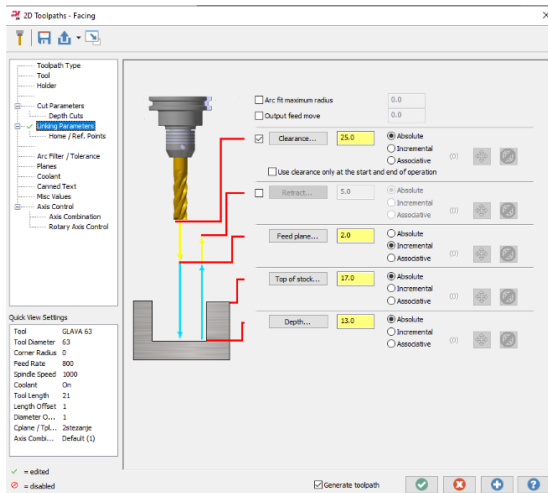 2D Toolpaths - Facing
Toolpath Type
Tool
Holder
Cut Parameters
Depth Cuts
Linking Parameters
Home / Ref. Points
Arc Filter / Tolerance
Planes
Coolant
Canned Text
Misc Values
Axis Control
Axis Combination
Rotary Axis Control
Quick View Settings
Tool GLAVA 63
Tool Diameter 63
Corner Radius 0
Feed Rate 800
Spindle Speed 1000
Coolant On
Tool Length 21
Length Offset 1
Diameter O... 1
Cplane / Tpl... 2stezanje
Axis Combi... Default (1)
= edited
= disabled
Arc fit maximum radius 0.0
Output feed move 0.0
Clearance... 25.0 Absolute
Incremental
Associative (0)
Use clearance only at the start and end of operation
Retract... 5.0 Absolute
Incremental
Associative (0)
Feed plane... 2.0 Absolute
Incremental
Associative (0)
Top of stock... 17.0 Absolute
Incremental
Associative (0)
Depth... 13.0 Absolute
Incremental
Associative (0)
Generate toolpath